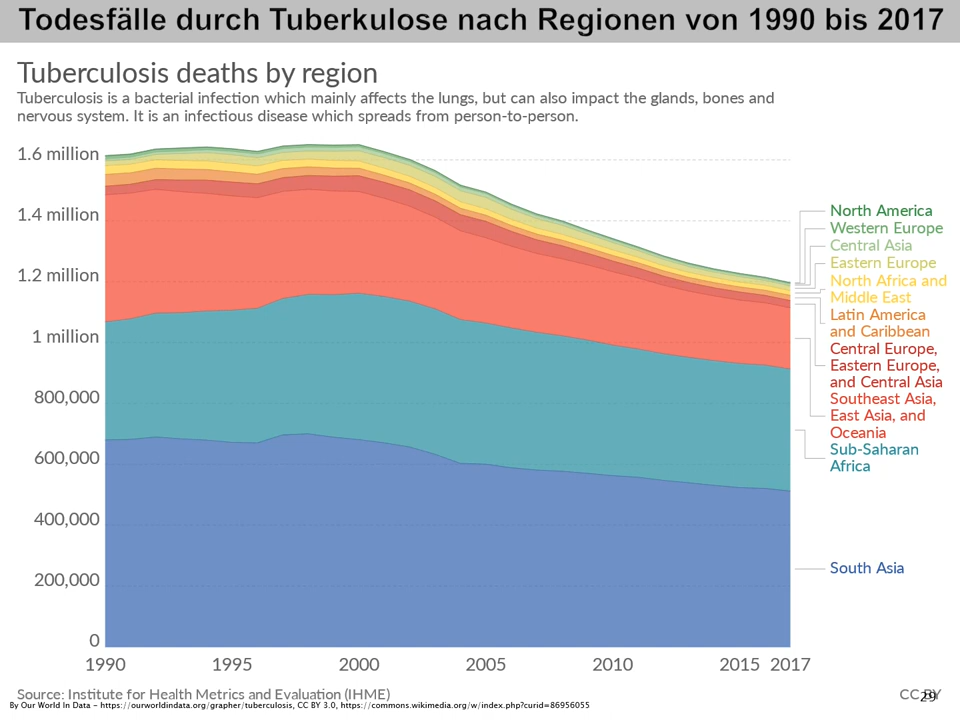 Todesfälle durch Tuberkulose nach Regionen von 1990 bis 2017
Tuberculosis deaths by region
Tuberculosis is a bacterial infection which mainly affects the lungs, but can also impact the glands, bones and
nervous system. It is an infectious disease which spreads from person-to-person.
1.6 million
1.4 million
1.2 million
1 million
800,000
600,000
400,000
200,000
0
1990
1995
2000
2005
2010
2015
2017
North America
Western Europe
Central Asia
Eastern Europe
North Africa and
Middle East
Latin America
and Caribbean
Central Europe,
Eastern Europe,
and Central Asia
Southeast Asia,
East Asia, and
Oceania
Sub-Saharan
Africa
South Asia
Source: Institute for Health Metrics and Evaluation (IHME)
CC BY
29
By Our World In Data - https://ourworldindata.org/grapher/tuberculosis, CC BY 3.0, https://commons.wikimedia.org/w/index.php?curid=86956055